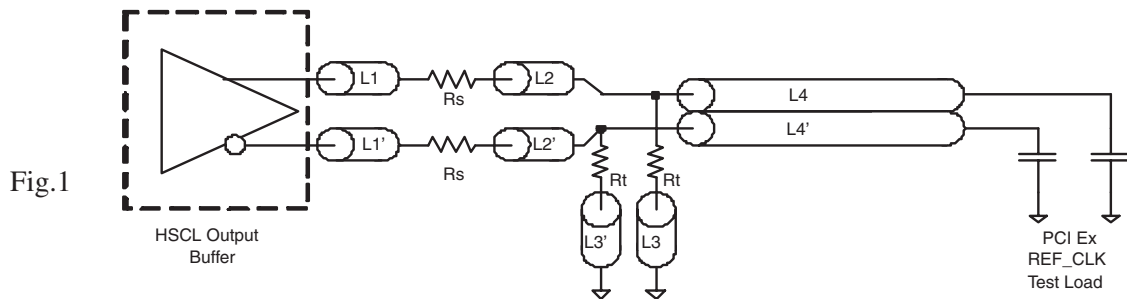 L1
Rs
L2
L4
L1'
Rs
L2'
L4'
Fig.1
Rt
Rt
L3'
L3
HSCL Output
Buffer
PCI Ex
REF_CLK
Test Load